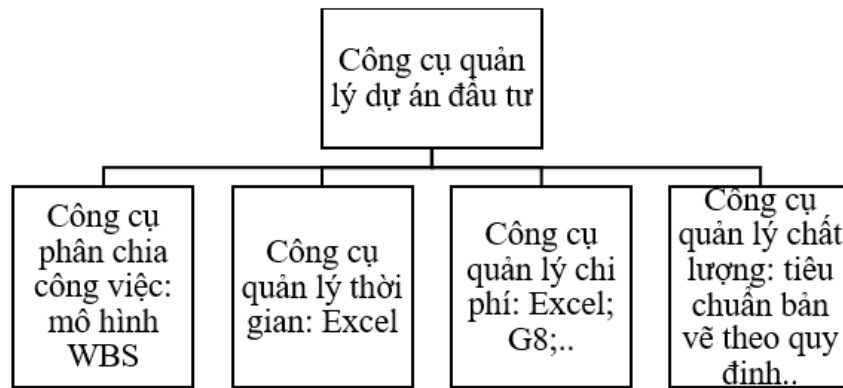 Công cụ quản
lý dự án đầu tư
Công cụ
phân chia
công việc:
mô hình
WBS
Công cụ
quản lý thời
gian: Excel
Công cụ
quản lý chi
phí: Excel;
G8;..
Công cụ
quản lý chất
lượng: tiêu
chuẩn bản
vẽ theo quy
định..